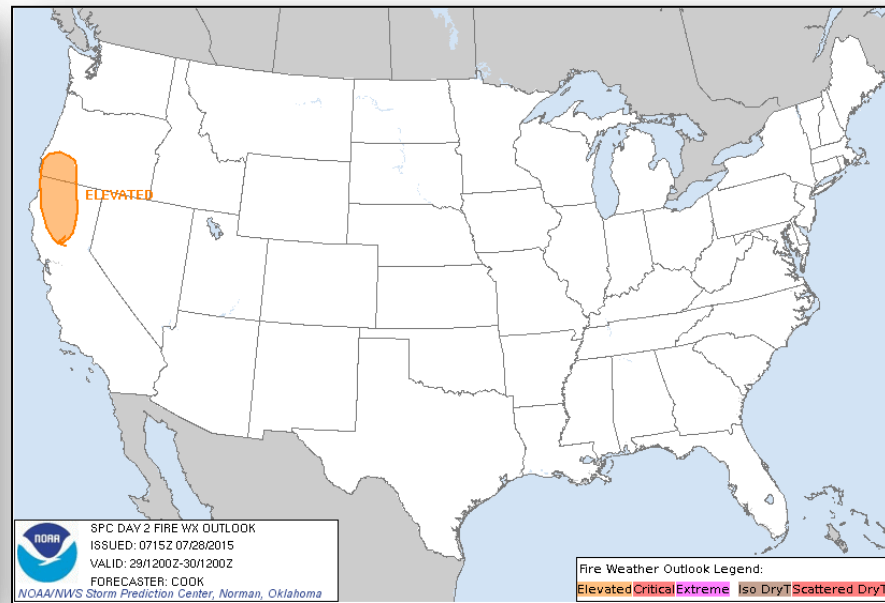 ELEVATED
NOAA
SPC DAY 2 FIRE WX OUTLOOK
ISSUED: 0715Z 07/28/2015
VALID: 29/1200Z-30/1200Z
FORECASTER: COOK
NOAA/NWS Storm Prediction Center, Norman, Oklahoma
Fire Weather Outlook Legend:
Elevated Critical Extreme Iso DryT Scattered DryT